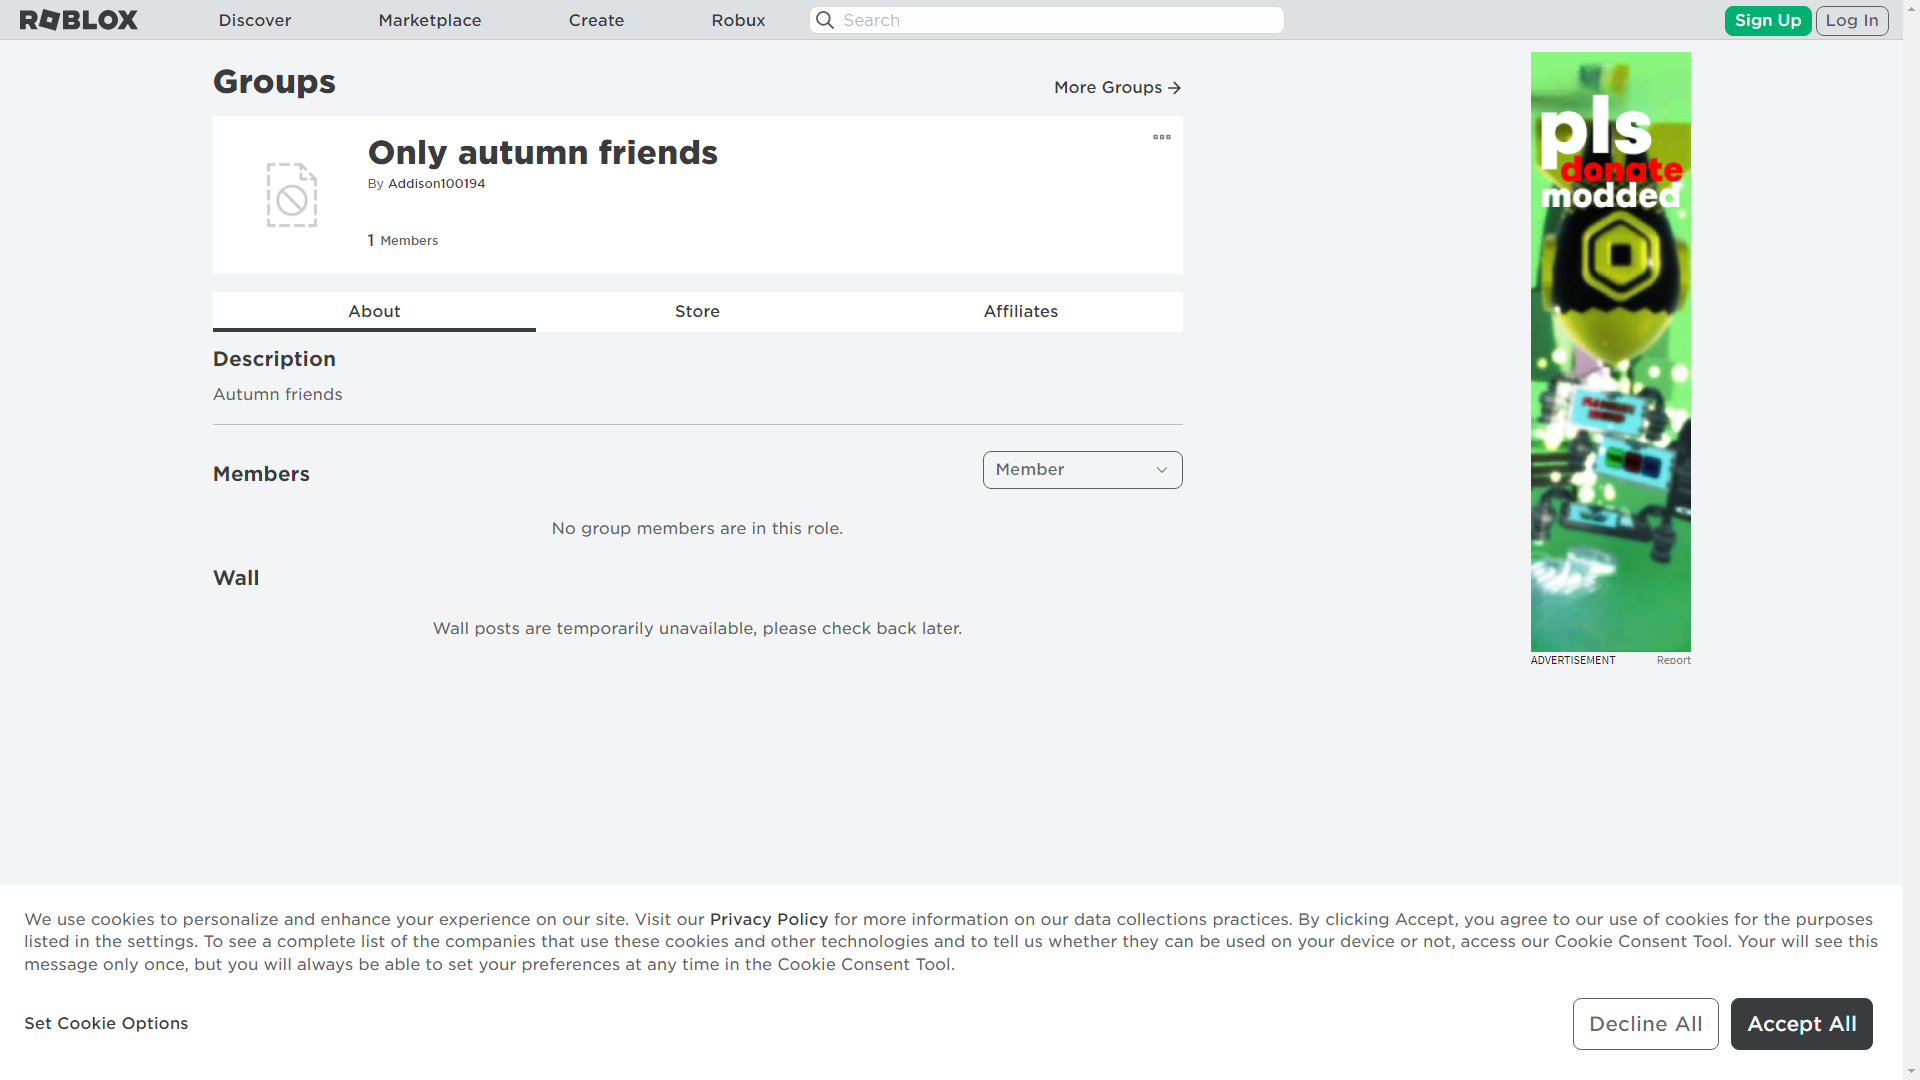 ROBLOX
Discover
Marketplace
Create
Robux
Search
Sign Up
Log In
Groups
More Groups
Only autumn friends
By Addison100194
1 Members
About
Store
Affiliates
Description
Autumn friends
Members
Member
No group members are in this role.
Wall
Wall posts are temporarily unavailable, please check back later.
pls
donate
modded
ADVERTISEMENT
Report
We use cookies to personalize and enhance your experience on our site. Visit our Privacy Policy for more information on our data collections practices. By clicking Accept, you agree to our use of cookies for the purposes
listed in the settings. To see a complete list of the companies that use these cookies and other technologies and to tell us whether they can be used on your device or not, access our Cookie Consent Tool. Your will see this
message only once, but you will always be able to set your preferences at any time in the Cookie Consent Tool.
Set Cookie Options
Decline All
Accept All